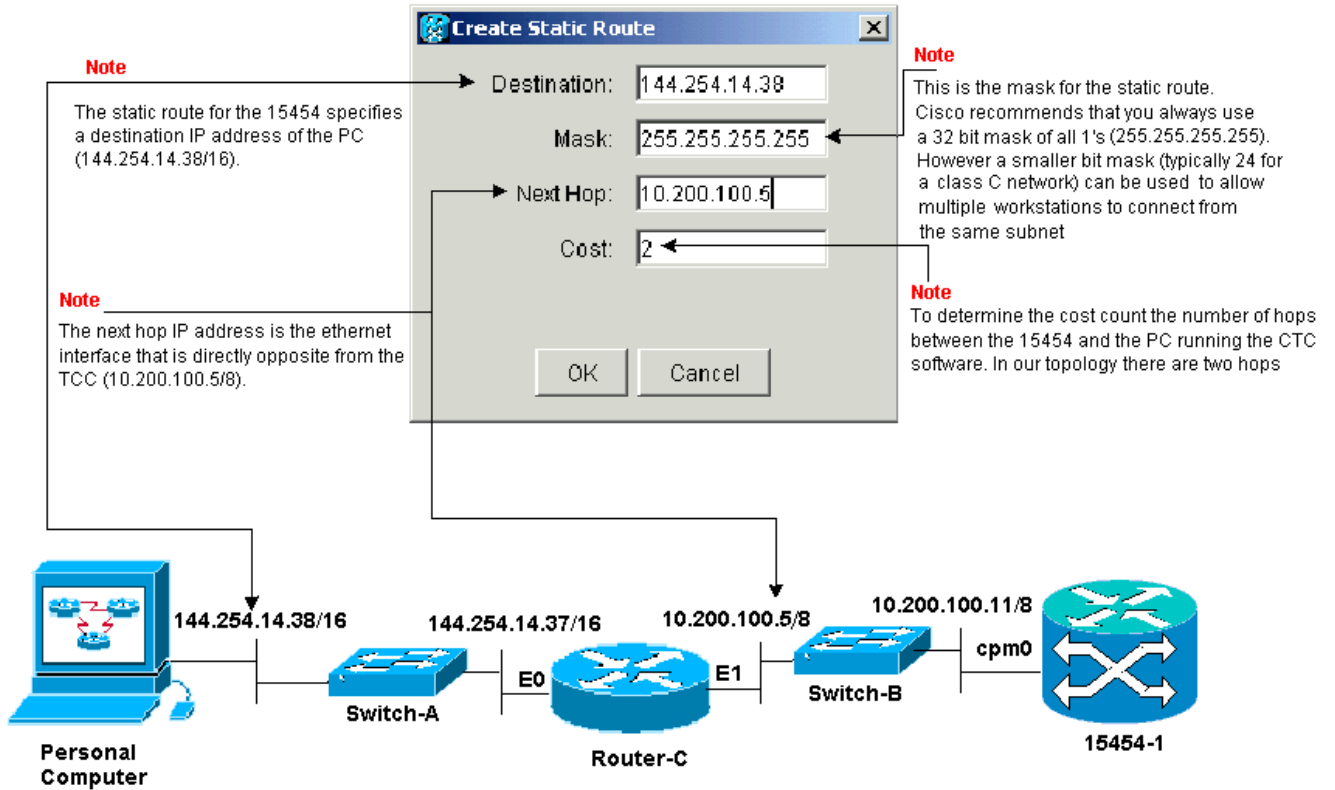 Create Static Route
Note
The static route for the 15454 specifies
a destination IP address of the PC
(144.254.14.38/16).
Destination: 144.254.14.38
Mask: 255.255.255.255
Next Hop: 10.200.100.5
Cost: 2
OK Cancel
Note
This is the mask for the static route.
Cisco recommends that you always use
a 32 bit mask of all 1's (255.255.255.255).
However a smaller bit mask (typically 24 for
a class C network) can be used to allow
multiple workstations to connect from
the same subnet
Note
The next hop IP address is the ethernet
interface that is directly opposite from the
TCC (10.200.100.5/8).
Note
To determine the cost count the number of hops
between the 15454 and the PC running the CTC
software. In our topology there are two hops
144.254.14.38/16
144.254.14.37/16
10.200.100.5/8
10.200.100.11/8
cpm0
E0
E1
Switch-A
Switch-B
Router-C
15454-1
Personal
Computer